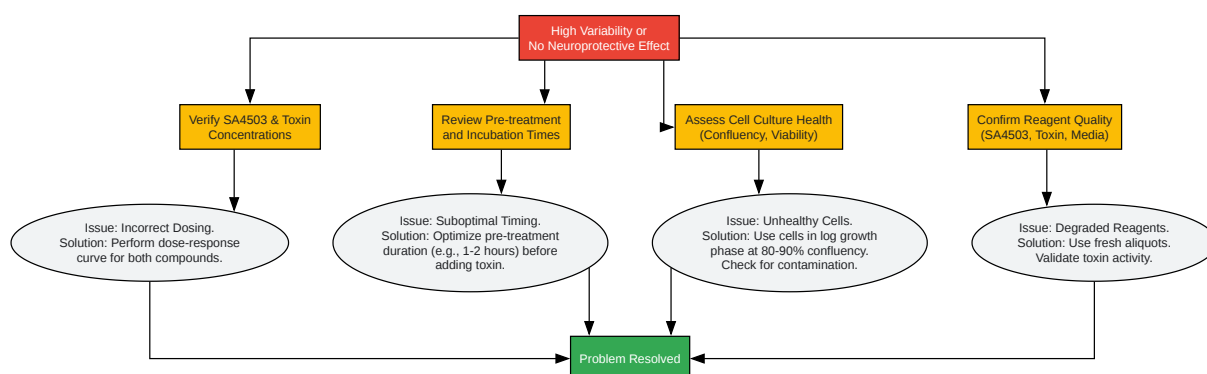 High Variability or
No Neuroprotective Effect
Verify SA4503 & Toxin
Concentrations
Review Pre-treatment
and Incubation Times
Assess Cell Culture Health
(Confluency, Viability)
Confirm Reagent Quality
(SA4503, Toxin, Media)
Issue: Incorrect Dosing.
Solution: Perform dose-response
curve for both compounds.
Issue: Suboptimal Timing.
Solution: Optimize pre-treatment
duration (e.g., 1-2 hours) before
adding toxin.
Issue: Unhealthy Cells.
Solution: Use cells in log growth
phase at 80-90% confluency.
Check for contamination.
Issue: Degraded Reagents.
Solution: Use fresh aliquots.
Validate toxin activity.
Problem Resolved